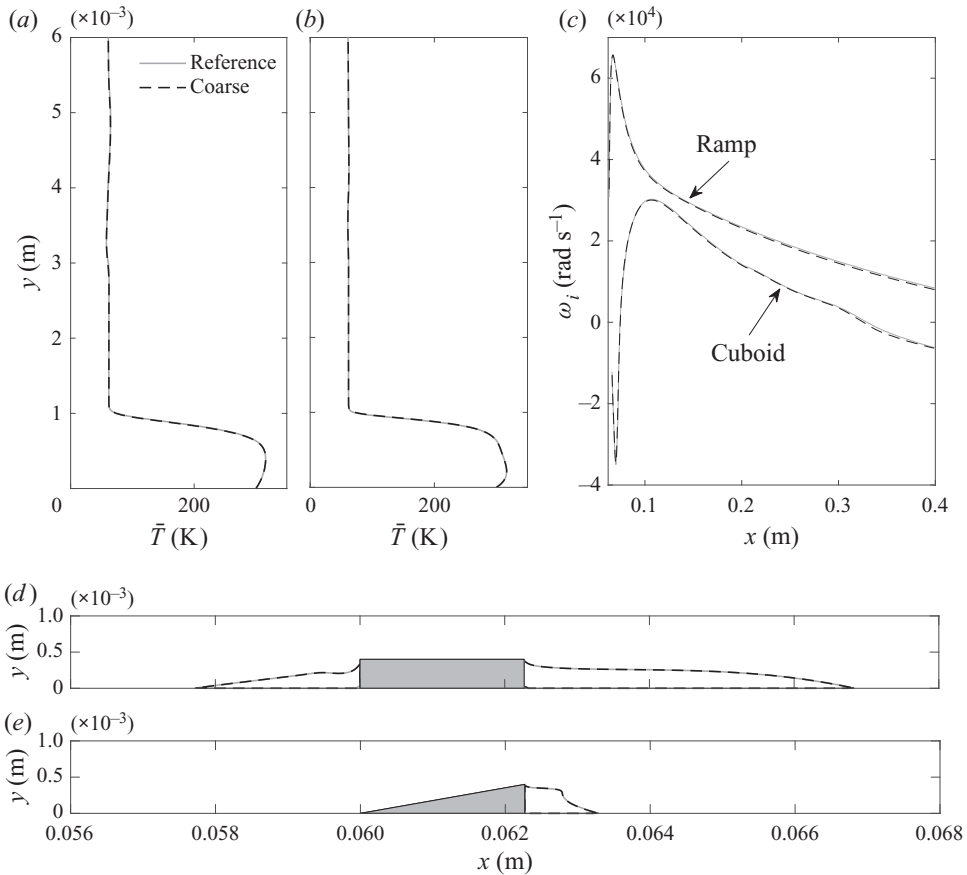 (a) (×10⁻³) (b) (c) (×10⁴)
6
5
4
3
2
1
0
y (m)
Reference
Coarse
0 200
T̄ (K)
0 200
T̄ (K)
6
4
2
0
−2
−4
ω_i (rad s⁻¹)
Ramp
Cuboid
0.1 0.2 0.3 0.4
x (m)
(d) (×10⁻³)
1.0
0.5
0
y (m)
(e) (×10⁻³)
1.0
0.5
0
y (m)
0.056 0.058 0.060 0.062 0.064 0.066 0.068
x (m)